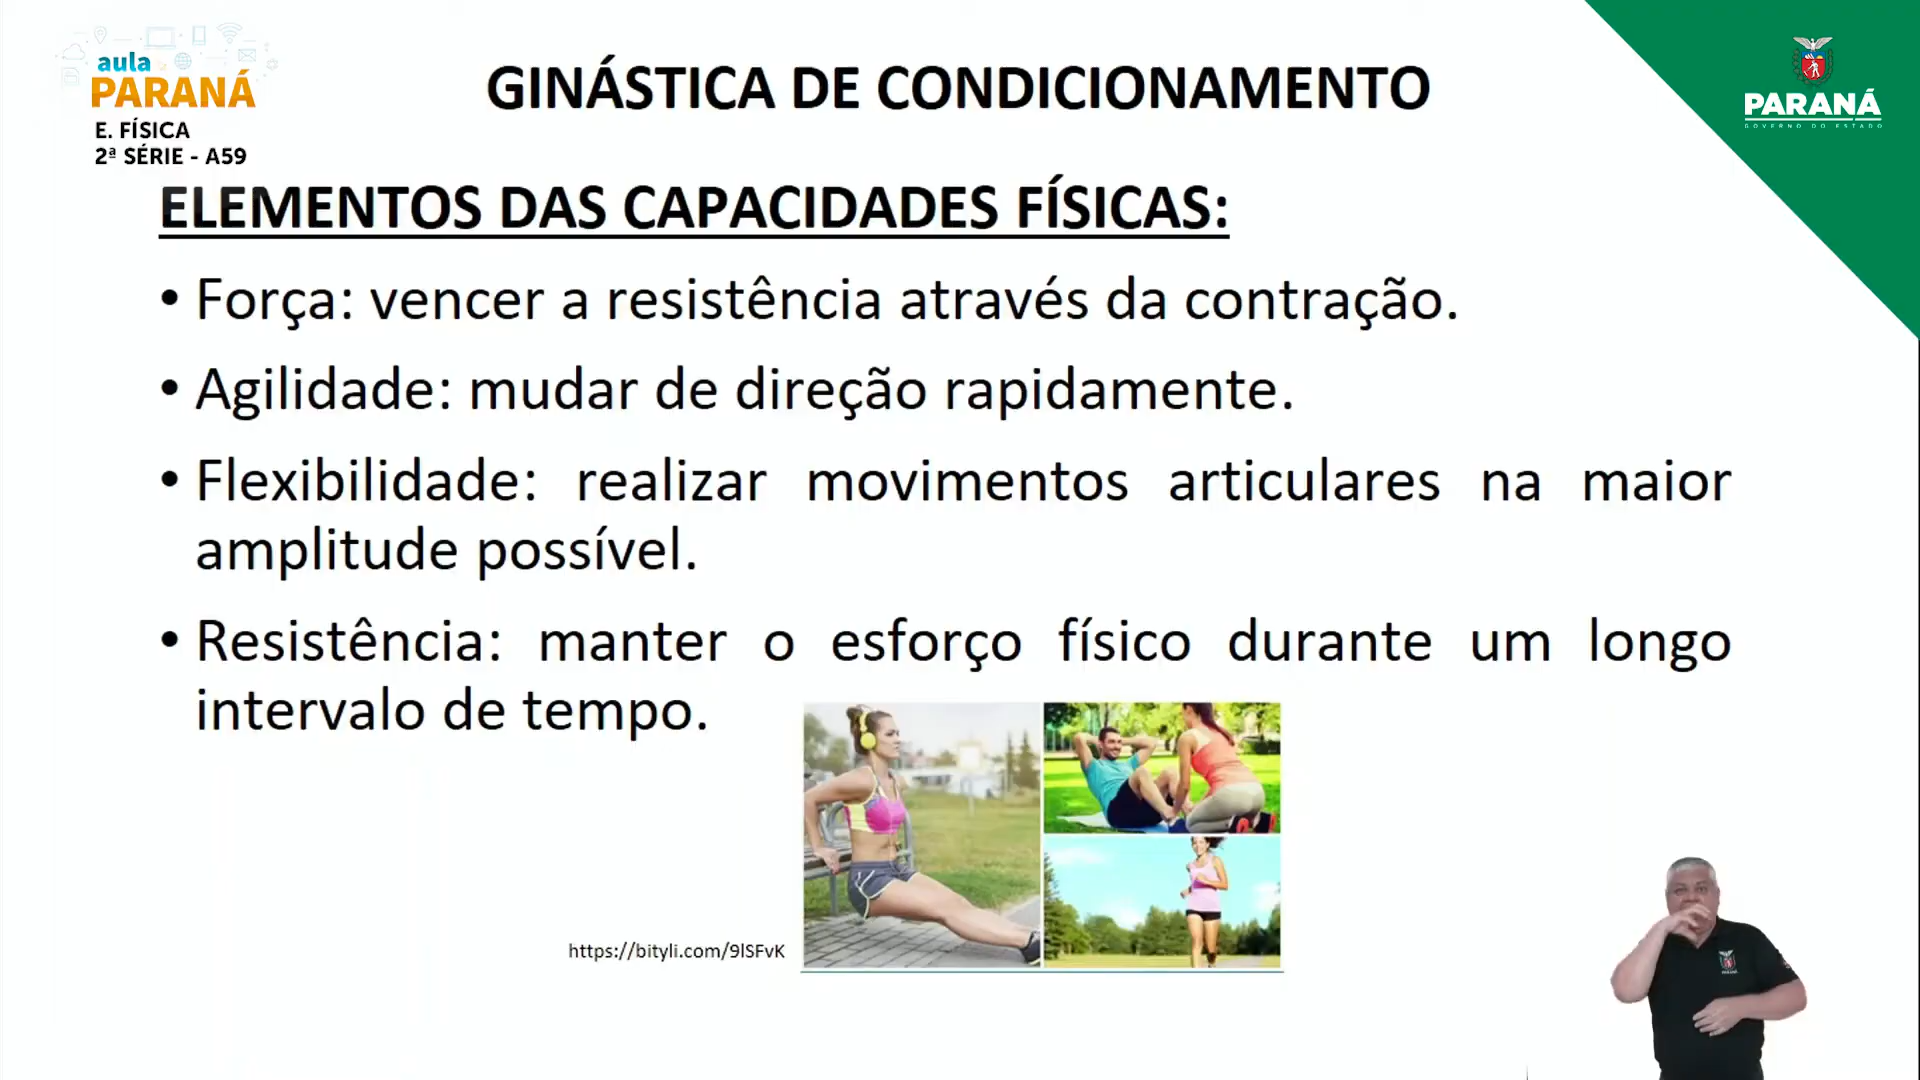 aula
PARANÁ
E. FÍSICA
2ª SÉRIE - A59
GINÁSTICA DE CONDICIONAMENTO
PARANÁ
GOVERNO DO ESTADO
ELEMENTOS DAS CAPACIDADES FÍSICAS:
• Força: vencer a resistência através da contração.
• Agilidade: mudar de direção rapidamente.
• Flexibilidade: realizar movimentos articulares na maior
amplitude possível.
• Resistência: manter o esforço físico durante um longo
intervalo de tempo.
https://bityli.com/9lSFvK